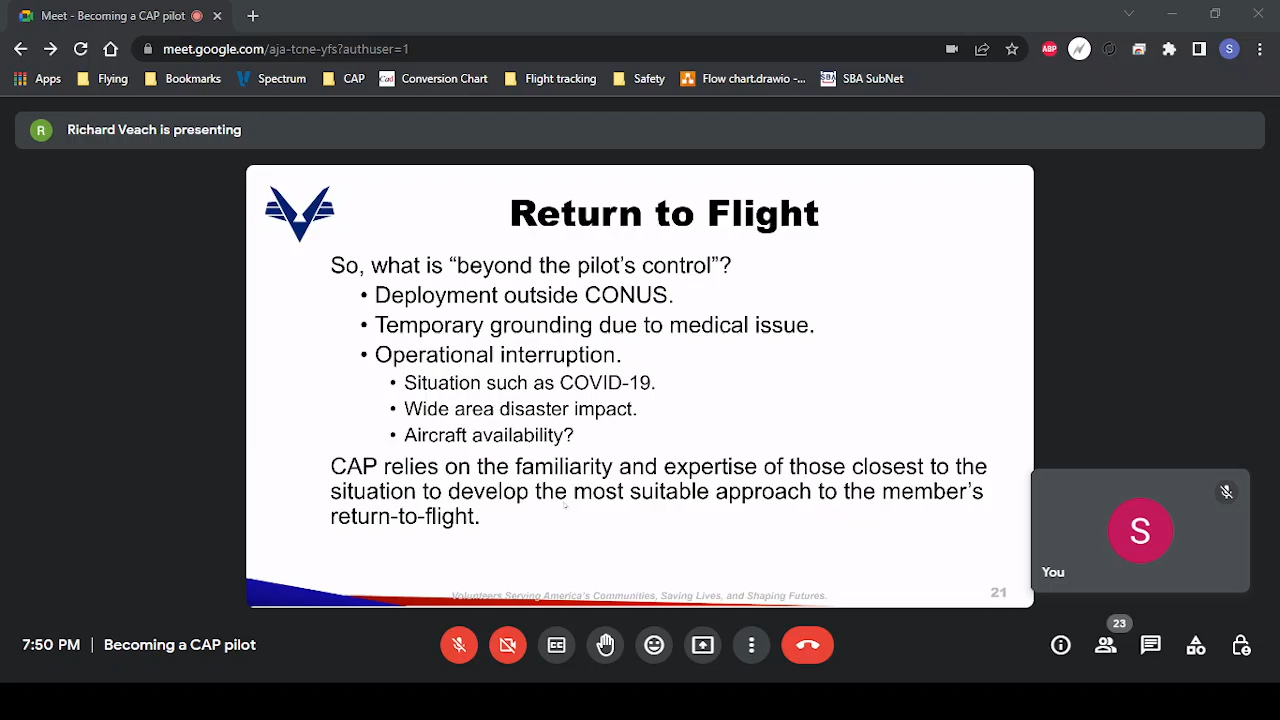 Meet - Becoming a CAP pilot
meet.google.com/aja-tcne-yfs?authuser=1
ABP
S
Apps Flying Bookmarks Spectrum CAP Cad Conversion Chart Flight tracking Safety Flow chart.drawio -... SBA SBA SubNet
R Richard Veach is presenting
Return to Flight
So, what is “beyond the pilot’s control”?
• Deployment outside CONUS.
• Temporary grounding due to medical issue.
• Operational interruption.
• Situation such as COVID-19.
• Wide area disaster impact.
• Aircraft availability?
CAP relies on the familiarity and expertise of those closest to the
situation to develop the most suitable approach to the member’s
return-to-flight.
Volunteers Serving America's Communities, Saving Lives, and Shaping Futures.
21
S
You
7:50 PM | Becoming a CAP pilot
23